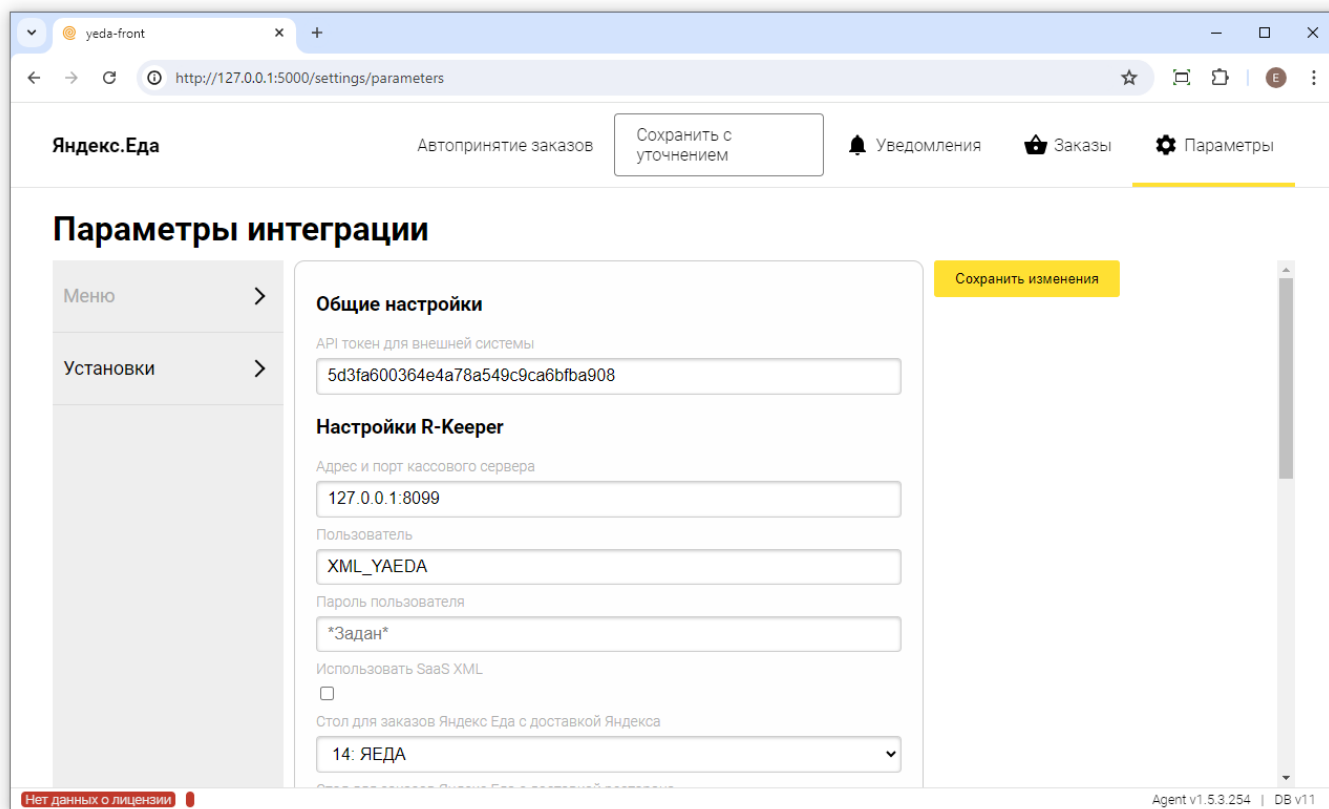 yeda-front
http://127.0.0.1:5000/settings/parameters
E
Яндекс.Еда
Автопринятие заказов
Сохранить с
уточнением
Уведомления
Заказы
Параметры
Параметры интеграции
Меню
Установки
Общие настройки
API токен для внешней системы
5d3fa600364e4a78a549c9ca6bfba908
Настройки R-Keeper
Адрес и порт кассового сервера
127.0.0.1:8099
Пользователь
XML_YAEDA
Пароль пользователя
*Задан*
Использовать SaaS XML
Стол для заказов Яндекс Еда с доставкой Яндекса
14: ЯЕДА
Сохранить изменения
Нет данных о лицензии
Agent v1.5.3.254 | DB v11